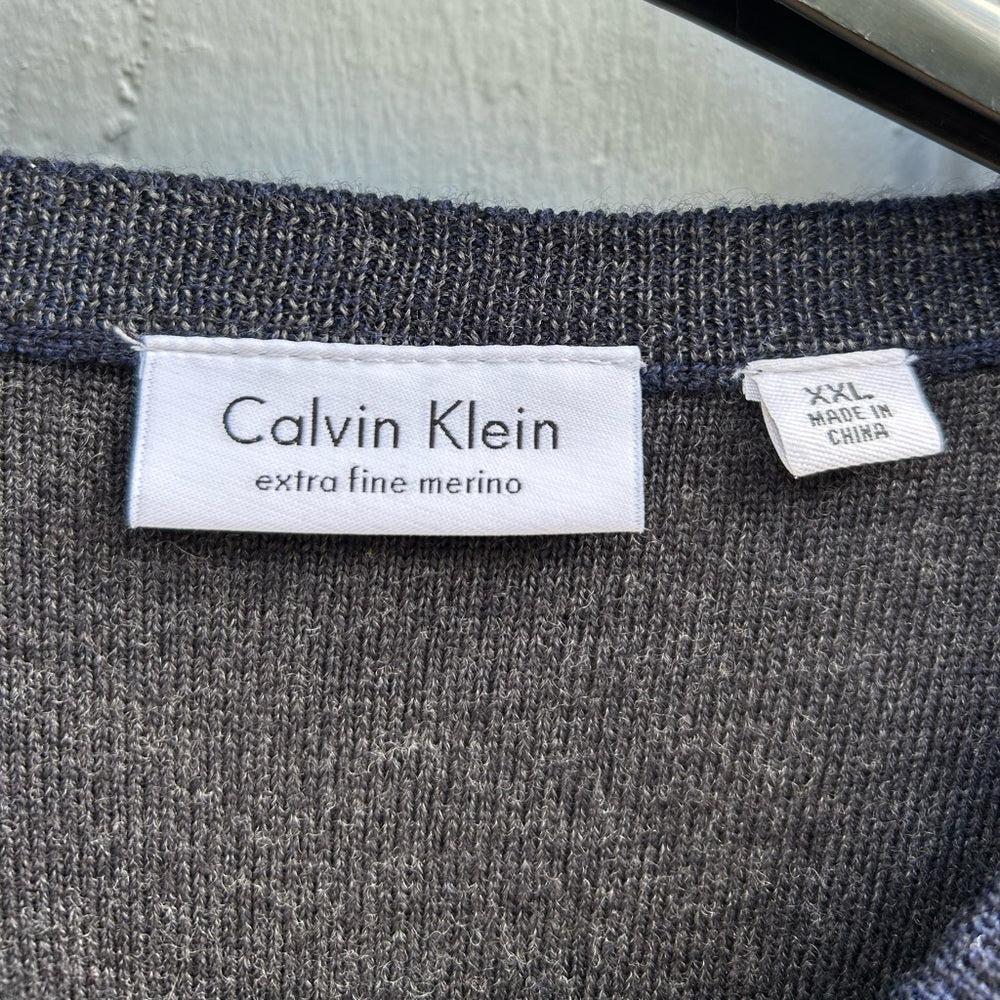 Calvin Klein
extra fine merino
XXL
MADE IN
CHINA